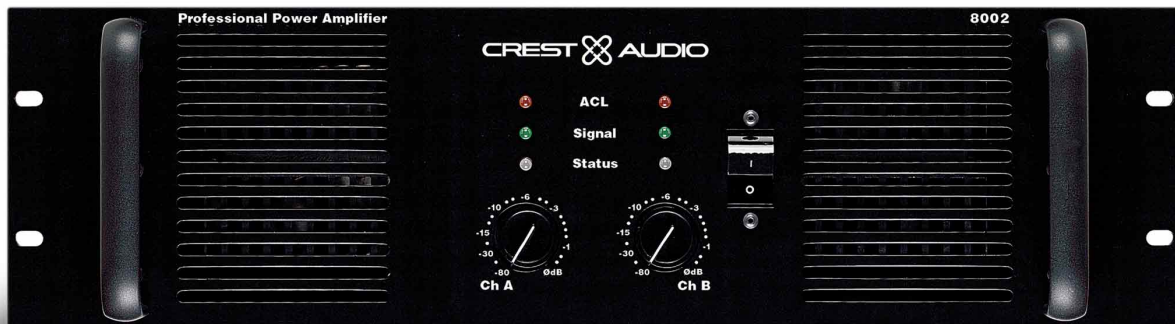 Professional Power Amplifier
8002
CREST AUDIO
ACL
Signal
Status
I
O
-6 -6
-10 -3 -10 -3
-15 -15
-30 -1 -30 -1
-80 ØdB -80 ØdB
Ch A Ch B